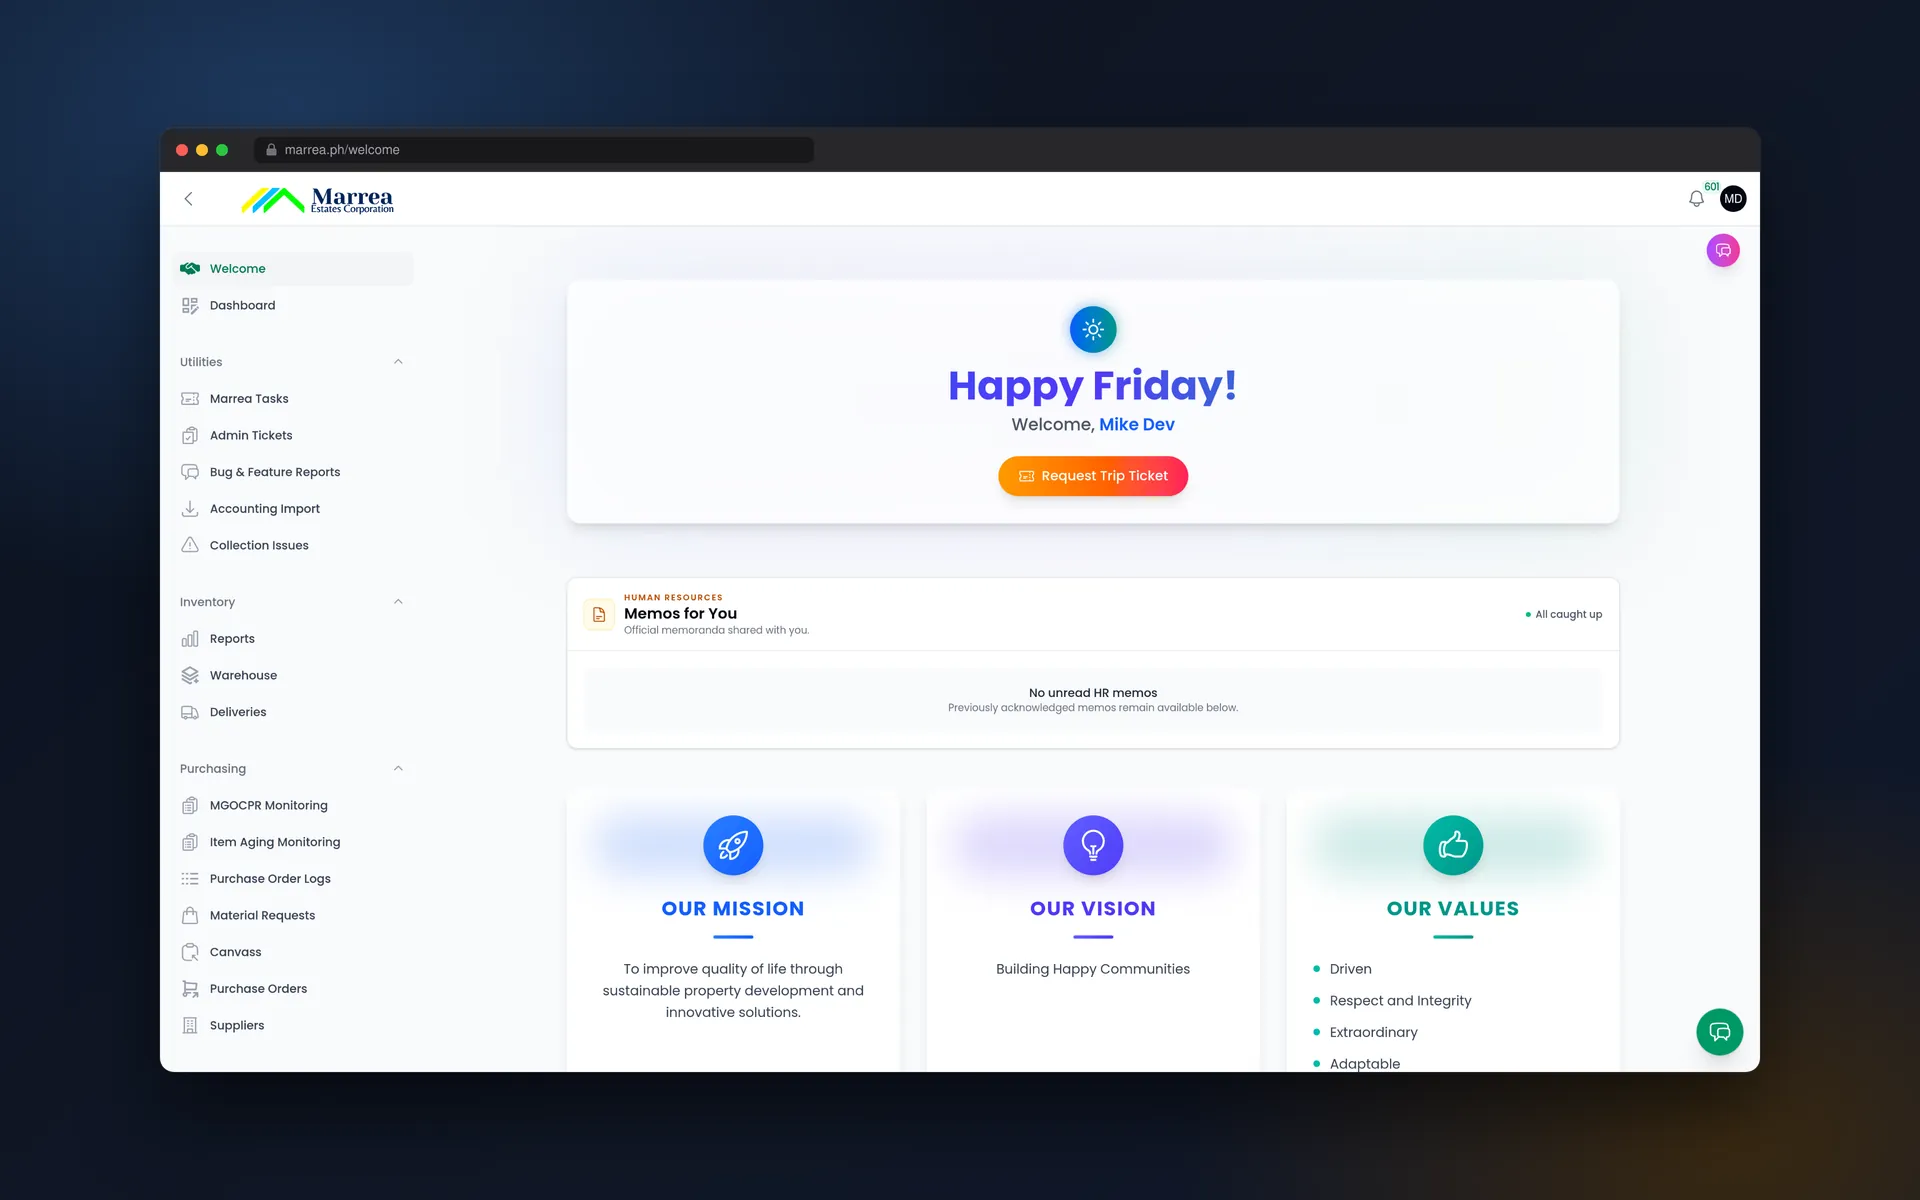 marrea.ph/welcome
Marrea
Estates Corporation
601
MD
Welcome
Dashboard
Utilities
Marrea Tasks
Admin Tickets
Bug & Feature Reports
Accounting Import
Collection Issues
Inventory
Reports
Warehouse
Deliveries
Purchasing
MGOCPR Monitoring
Item Aging Monitoring
Purchase Order Logs
Material Requests
Canvass
Purchase Orders
Suppliers
Happy Friday!
Welcome, Mike Dev
Request Trip Ticket
HUMAN RESOURCES
Memos for You
Official memoranda shared with you.
All caught up
No unread HR memos
Previously acknowledged memos remain available below.
OUR MISSION
To improve quality of life through
sustainable property development and
innovative solutions.
OUR VISION
Building Happy Communities
OUR VALUES
Driven
Respect and Integrity
Extraordinary
Adaptable